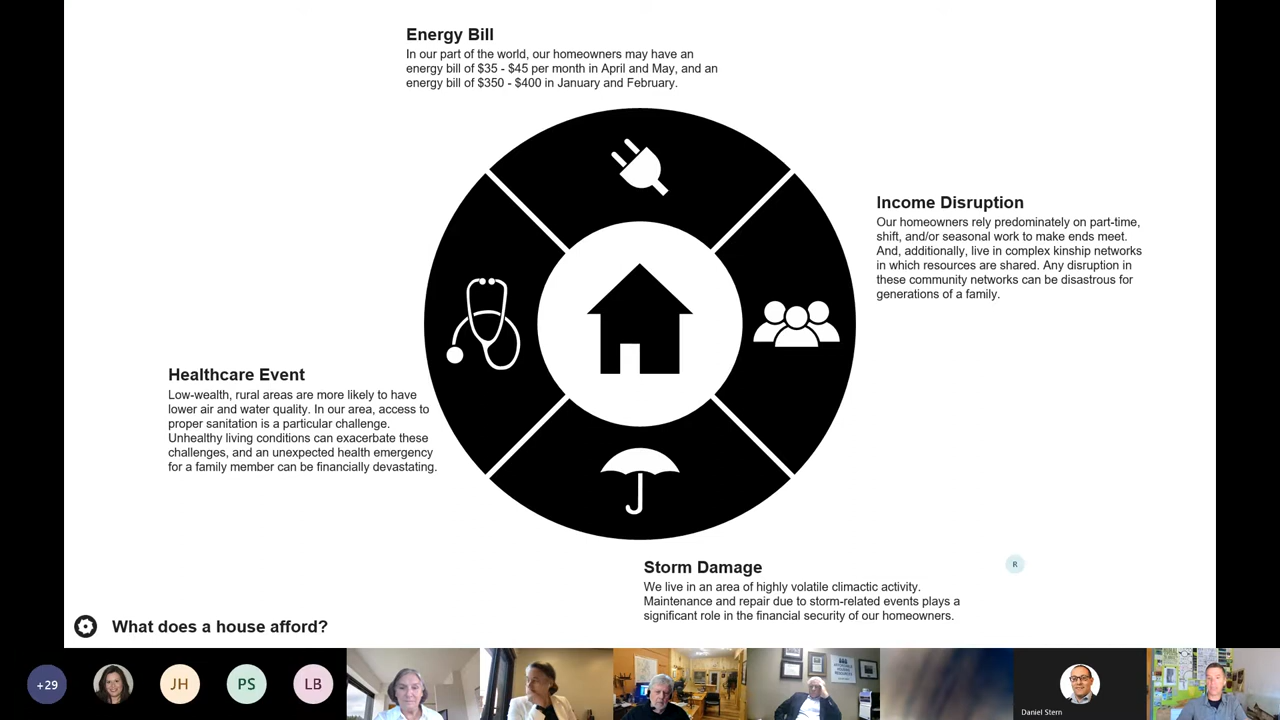 Energy Bill
In our part of the world, our homeowners may have an
energy bill of $35 - $45 per month in April and May, and an
energy bill of $350 - $400 in January and February.
Income Disruption
Our homeowners rely predominately on part-time,
shift, and/or seasonal work to make ends meet.
And, additionally, live in complex kinship networks
in which resources are shared. Any disruption in
these community networks can be disastrous for
generations of a family.
Healthcare Event
Low-wealth, rural areas are more likely to have
lower air and water quality. In our area, access to
proper sanitation is a particular challenge.
Unhealthy living conditions can exacerbate these
challenges, and an unexpected health emergency
for a family member can be financially devastating.
Storm Damage
We live in an area of highly volatile climactic activity.
Maintenance and repair due to storm-related events plays a
significant role in the financial security of our homeowners.
R
What does a house afford?
+29
JH
PS
LB
Daniel Stern